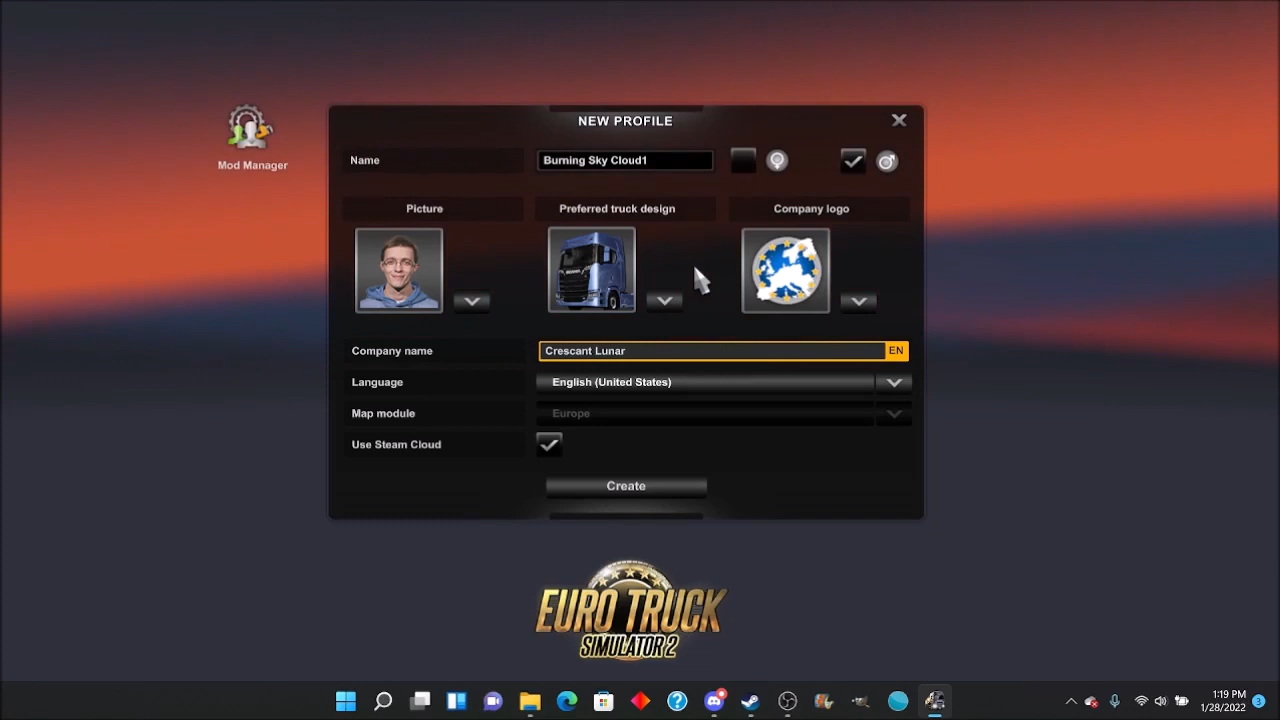 NEW PROFILE
Mod Manager
Name
Burning Sky Cloud1
Picture
Preferred truck design
Company logo
Company name
Crescant Lunar
EN
Language
English (United States)
Map module
Europe
Use Steam Cloud
Create
EURO TRUCK
SIMULATOR 2
1:19 PM
1/28/2022
3